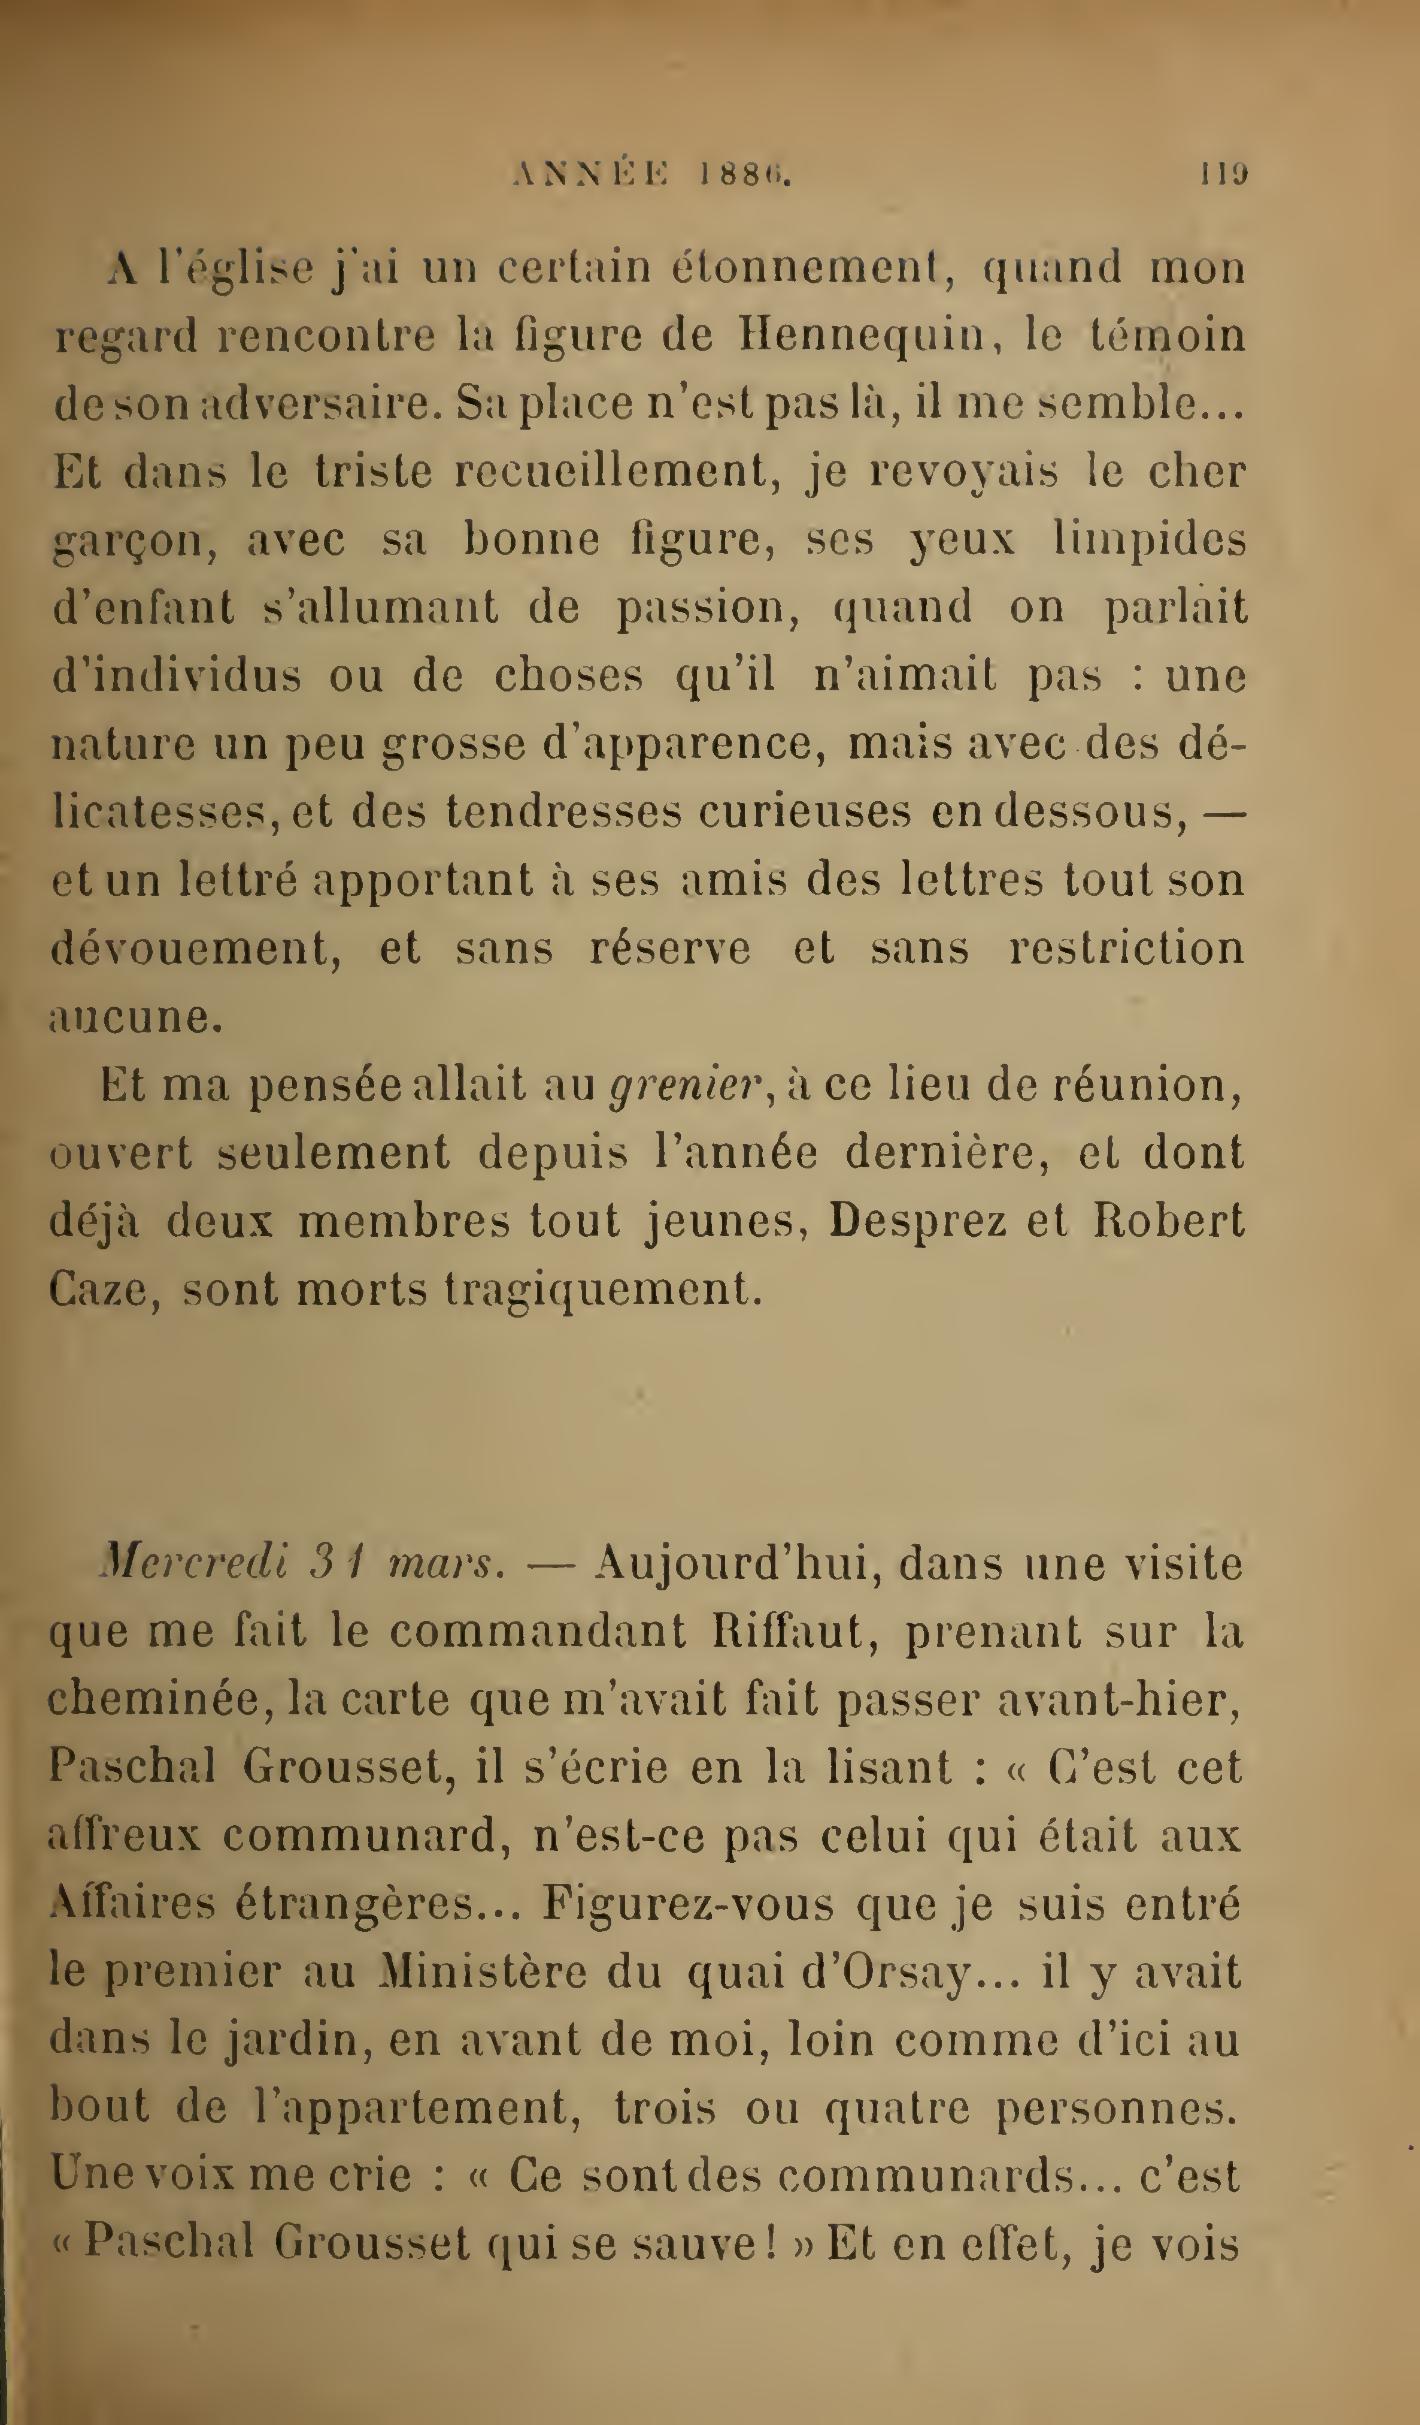 ANNÉE 1886. 119
A l'église j'ai un certain étonnement, quand mon
regard rencontre la figure de Hennequin, le témoin
de son adversaire. Sa place n'est pas là, il me semble...
Et dans le triste recueillement, je revoyais le cher
garçon, avec sa bonne figure, ses yeux limpides
d'enfant s'allumant de passion, quand on parlait
d'individus ou de choses qu'il n'aimait pas : une
nature un peu grosse d'apparence, mais avec des dé-
licatesses, et des tendresses curieuses en dessous, —
et un lettré apportant à ses amis des lettres tout son
dévouement, et sans réserve et sans restriction
aucune.
Et ma pensée allait au grenier, à ce lieu de réunion,
ouvert seulement depuis l'année dernière, et dont
déjà deux membres tout jeunes, Desprez et Robert
Caze, sont morts tragiquement.
Mercredi 31 mars. — Aujourd'hui, dans une visite
que me fait le commandant Riffaut, prenant sur la
cheminée, la carte que m'avait fait passer avant-hier,
Paschal Grousset, il s'écrie en la lisant : « C'est cet
affreux communard, n'est-ce pas celui qui était aux
Affaires étrangères... Figurez-vous que je suis entré
le premier au Ministère du quai d'Orsay... il y avait
dans le jardin, en avant de moi, loin comme d'ici au
bout de l'appartement, trois ou quatre personnes.
Une voix me crie : « Ce sont des communards... c'est
« Paschal Grousset qui se sauve ! » Et en effet, je vois